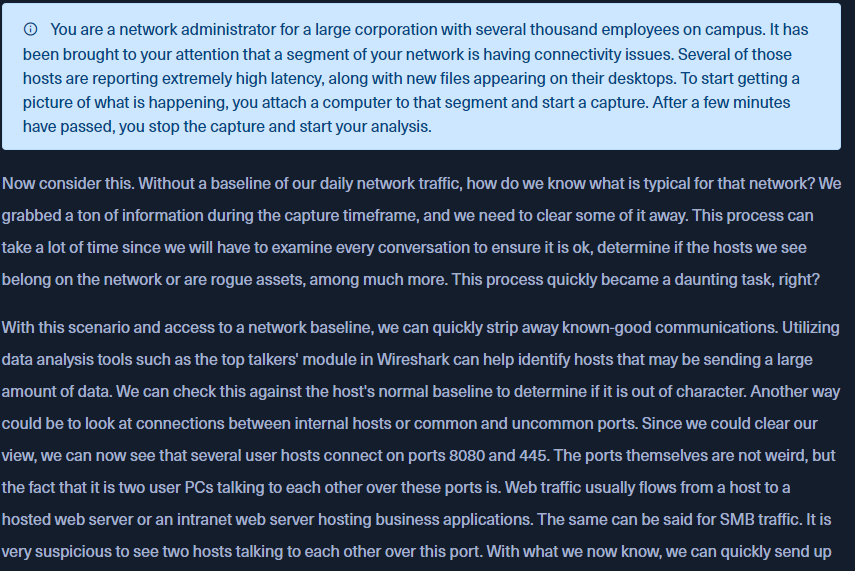 You are a network administrator for a large corporation with several thousand employees on campus. It has
been brought to your attention that a segment of your network is having connectivity issues. Several of those
hosts are reporting extremely high latency, along with new files appearing on their desktops. To start getting a
picture of what is happening, you attach a computer to that segment and start a capture. After a few minutes
have passed, you stop the capture and start your analysis.
Now consider this. Without a baseline of our daily network traffic, how do we know what is typical for that network? We
grabbed a ton of information during the capture timeframe, and we need to clear some of it away. This process can
take a lot of time since we will have to examine every conversation to ensure it is ok, determine if the hosts we see
belong on the network or are rogue assets, among much more. This process quickly became a daunting task, right?
With this scenario and access to a network baseline, we can quickly strip away known-good communications. Utilizing
data analysis tools such as the top talkers' module in Wireshark can help identify hosts that may be sending a large
amount of data. We can check this against the host's normal baseline to determine if it is out of character. Another way
could be to look at connections between internal hosts or common and uncommon ports. Since we could clear our
view, we can now see that several user hosts connect on ports 8080 and 445. The ports themselves are not weird, but
the fact that it is two user PCs talking to each other over these ports is. Web traffic usually flows from a host to a
hosted web server or an intranet web server hosting business applications. The same can be said for SMB traffic. It is
very suspicious to see two hosts talking to each other over this port. With what we now know, we can quickly send up